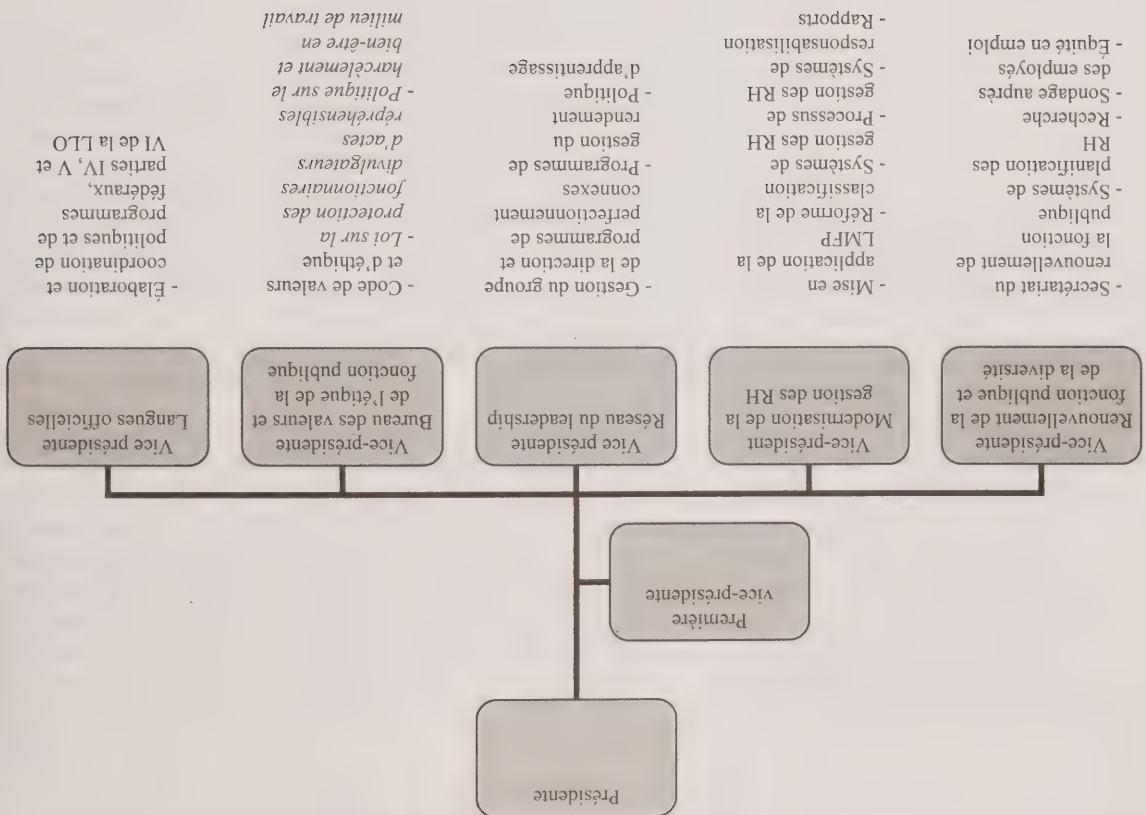 Présidente
Première
vice-présidente
Vice-présidente
Renouvellement de la
fonction publique et
de la diversité
Vice-président
Modernisation de la
gestion des RH
Vice présidente
Réseau du leadership
Vice-présidente
Bureau des valeurs et
de l'étique de la
fonction publique
Vice présidente
Langues officielles
- Secrétariat du
renouvellement de
la fonction
publique
- Systèmes de
planification des
RH
- Recherche
- Sondage auprès
des employés
- Équité en emploi
- Mise en
application de la
LMFP
- Réforme de la
classification
- Systèmes de
gestion des RH
- Processus de
gestion des RH
- Systèmes de
responsabilisation
- Rapports
- Gestion du groupe
de la direction et
programmes de
perfectionnement
connexes
- Programmes de
gestion du
rendement
- Politique
d'apprentissage
- Code de valeurs
et d'éthique
- Loi sur la
protection des
fonctionnaires
divulgateurs
d'actes
répréhensibles
- Politique sur le
harcèlement et
bien-être en
milieu de travail
- Élaboration et
coordination de
politiques et de
programmes
fédéraux,
parties IV, V et
VI de la LLO